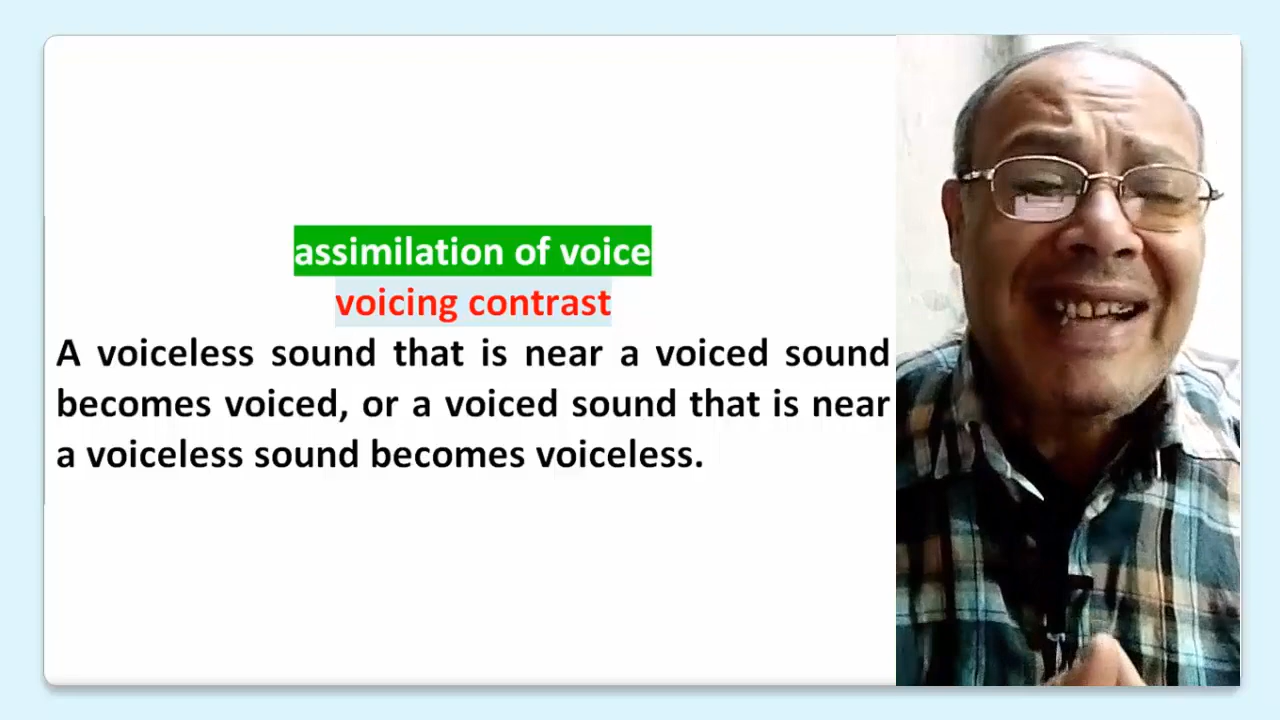 assimilation of voice
voicing contrast
A voiceless sound that is near a voiced sound
becomes voiced, or a voiced sound that is near
a voiceless sound becomes voiceless.